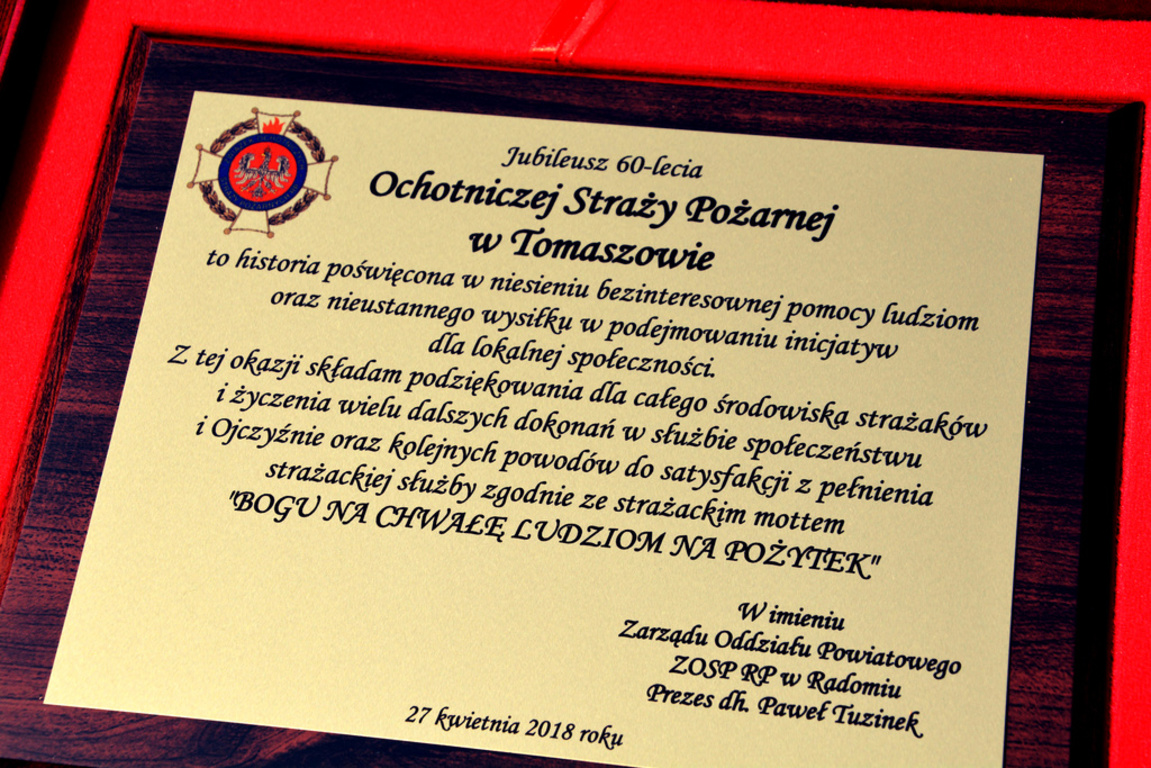 Jubileusz 60-lecia
Ochotniczej Straży Pożarnej
w Tomaszowie
to historia poświęcona w niesieniu bezinteresownej pomocy ludziom
oraz nieustannego wysiłku w podejmowaniu inicjatyw
dla lokalnej społeczności.
Z tej okazji składam podziękowania dla całego środowiska strażaków
i życzenia wielu dalszych dokonań w służbie społeczeństwu
i Ojczyźnie oraz kolejnych powodów do satysfakcji z pełnienia
strażackiej służby zgodnie ze strażackim mottem
"BOGU NA CHWAŁĘ LUDZIOM NA POŻYTEK"
W imieniu
Zarządu Oddziału Powiatowego
ZOSP RP w Radomiu
Prezes dh. Paweł Tuzinek
27 kwietnia 2018 roku